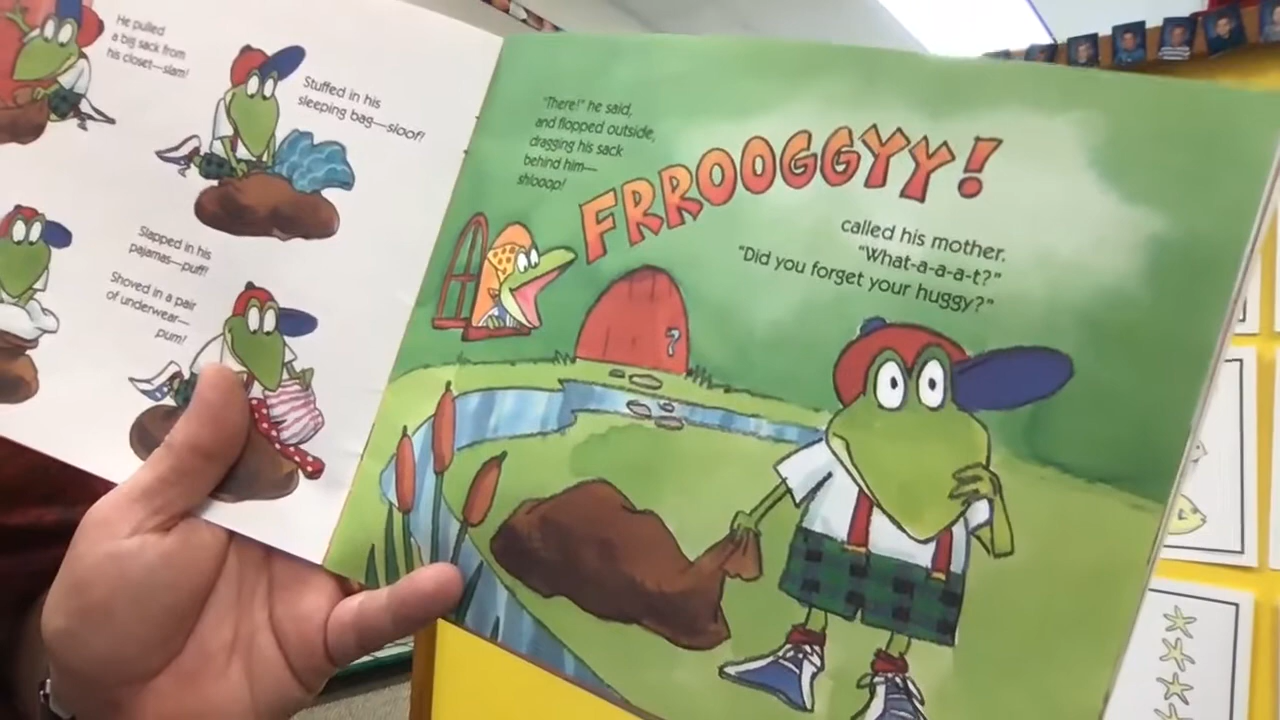 He pulled
a big sack from
his closet—slam!
Stuffed in his
sleeping bag—sloof!
Slapped in his
pajamas—puff!
Shoved in a pair
of underwear—
pum!
"There!" he said,
and flopped outside,
dragging his sack
behind him—
shlooop!
FRROOGGYY!
called his mother.
"What-a-a-a-t?"
"Did you forget your huggy?"
7